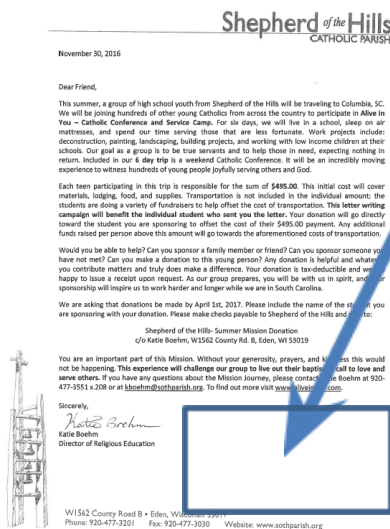 Shepherd of the Hills
CATHOLIC PARISH
November 30, 2016
Dear Friend,
This summer, a group of high school youth from Shepherd of the Hills will be traveling to Columbia, SC.
We will be joining hundreds of other young Catholics from across the country to participate in Alive in
You – Catholic Conference and Service Camp. For six days, we will live in a school, sleep on air
mattresses, and spend our time serving those that are less fortunate. Work projects include:
deconstruction, painting, landscaping, building projects, and working with low income children at their
schools. Our goal as a group is to be true servants and to help those in need, expecting nothing in
return. Included in our 6 day trip is a weekend Catholic Conference. It will be an incredibly moving
experience to witness hundreds of young people joyfully serving others and God.
Each teen participating in this trip is responsible for the sum of $495.00. This initial cost will cover
materials, lodging, food, and supplies. Transportation is not included in the individual amount; the
students are doing a variety of fundraisers to help offset the cost of transportation. This letter writing
campaign will benefit the individual student who sent you the letter. Your donation will go directly
toward the student you are sponsoring to offset the cost of their $495.00 payment. Any additional
funds raised per person above this amount will go towards the aforementioned costs of transportation.
Would you be able to help? Can you sponsor a family member or friend? Can you sponsor someone you
have not met? Can you make a donation to this young person? Any donation is helpful and
you contribute matters and truly does make a difference. Your donation is tax-deductible and
happy to issue a receipt upon request. As our group prepares, you will be with us in spirit, and
sponsorship will inspire us to work harder and longer while we are in South Carolina.
We are asking that donations be made by April 1st, 2017. Please include the name of the you
are sponsoring with your donation. Please make checks payable to Shepherd of the Hills and to:
Shepherd of the Hills- Summer Mission Donation
c/o Katie Boehm, W1562 County Rd. B, Eden, WI 53019
You are an important part of this Mission. Without your generosity, prayers, and this would
not be happening. This experience will challenge our group to live out their call to love and
serve others. If you have any questions about the Mission Journey, please Boehm at 920-
477-3551 x.208 or at kboehm@sothparish.org. To find out more visit
Sincerely,
Katie Boehm
Katie Boehm
Director of Religious Education
W1562 County Road B • Eden,
Phone: 920-477-3201 Fax: 920-477-3030 Website: www.sothparish.org